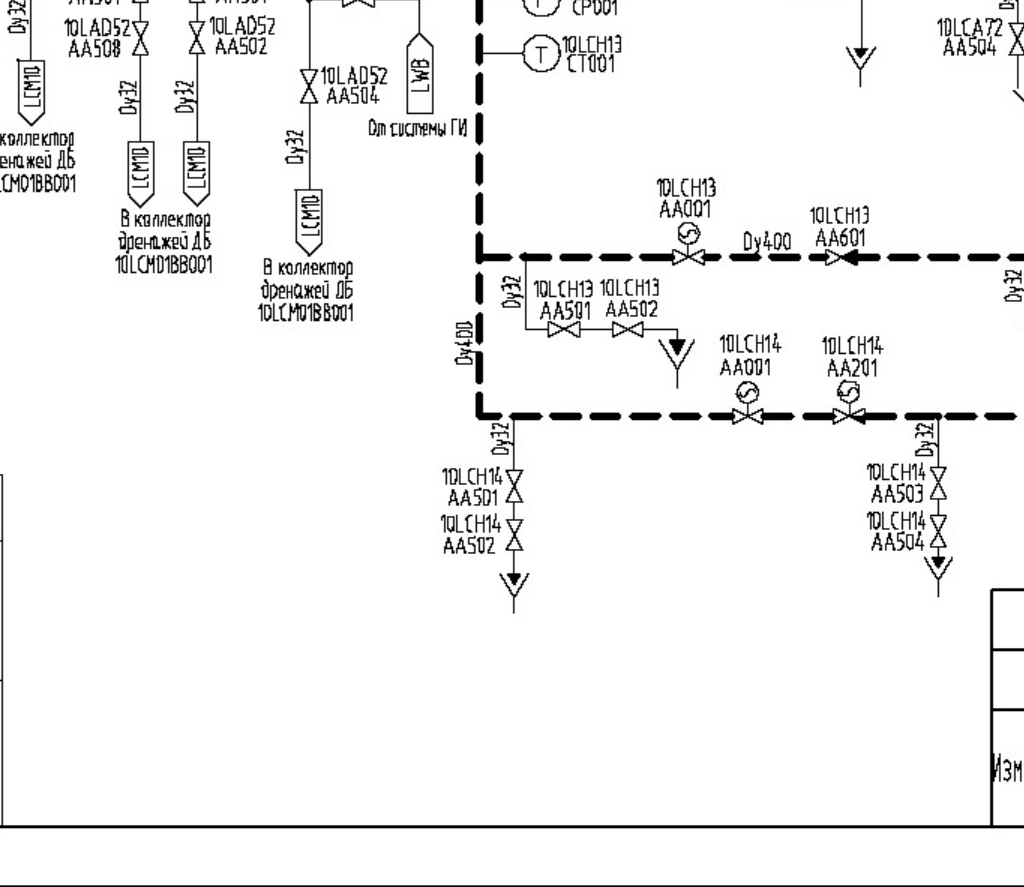 Dy32
10LAD52
AA508
10LAD52
AA502
10LAD52
AA504
LWB
От системы ГИ
CP001
T
10LCH13
CT001
10LCA72
AA504
LCM10
коллектор
енажей ДБ
LCM01BB001
Dy32
Dy32
Dy32
LCM10
LCM10
LCM10
В коллектор
дренажей ДБ
10LCM01BB001
В коллектор
дренажей ДБ
10LCM01BB001
10LCH13
AA001
Dy400
10LCH13
AA601
Dy32
Dy32
10LCH13
AA501
10LCH13
AA502
Dy400
10LCH14
AA001
10LCH14
AA201
Dy32
10LCH14
AA501
10LCH14
AA502
Dy32
10LCH14
AA503
10LCH14
AA504
Изм